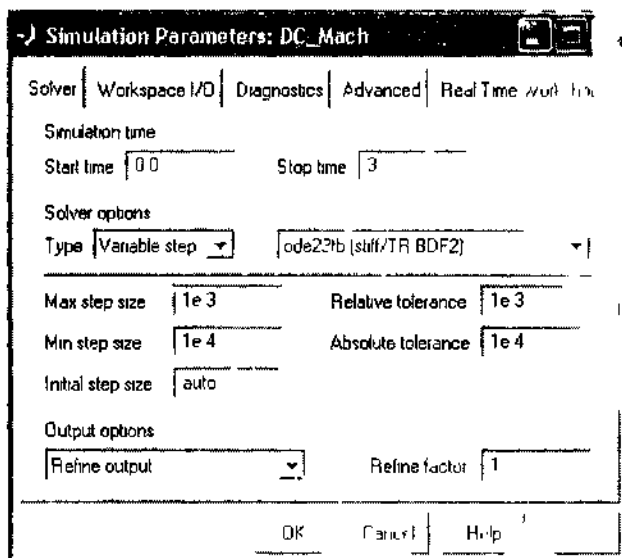 Simulation Parameters: DC_Mach
Solver Workspace I/O Diagnostics Advanced Real Time
Simulation time
Start time 0 0 Stop time 3
Solver options
Type Variable step ode23tb (stiff/TR BDF2)
Max step size 1e 3 Relative tolerance 1e 3
Min step size 1e 4 Absolute tolerance 1e 4
Initial step size auto
Output options
Refine output Refine factor 1
OK Cancel Help